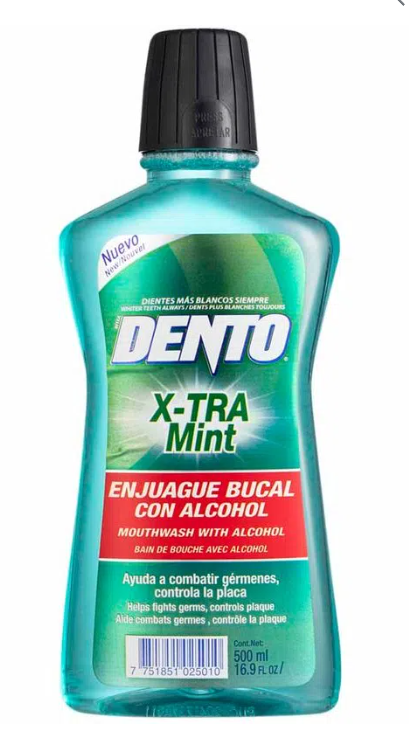 PRESS
APRETAR
Nuevo
New/Nouvel
DIENTES MÁS BLANCOS SIEMPRE
WHITER TEETH ALWAYS / DENTS PLUS BLANCHES TOUJOURS
DENTO
X-TRA
Mint
ENJUAGUE BUCAL
CON ALCOHOL
MOUTHWASH WITH ALCOHOL
BAIN DE BOUCHE AVEC ALCOHOL
Ayuda a combatir gérmenes,
controla la placa
Helps fights germs, controls plaque
Aide combats germes , contrôle la plaque
Cont.Net:
500 ml
16.9 FL OZ/
7 751851 025010